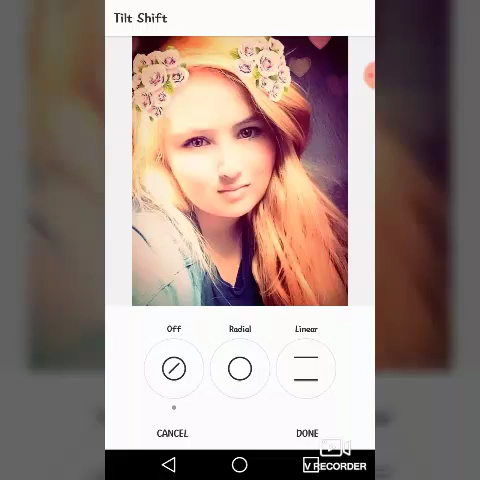 Tilt Shift
Off
Radial
Linear
CANCEL
DONE
V RECORDER